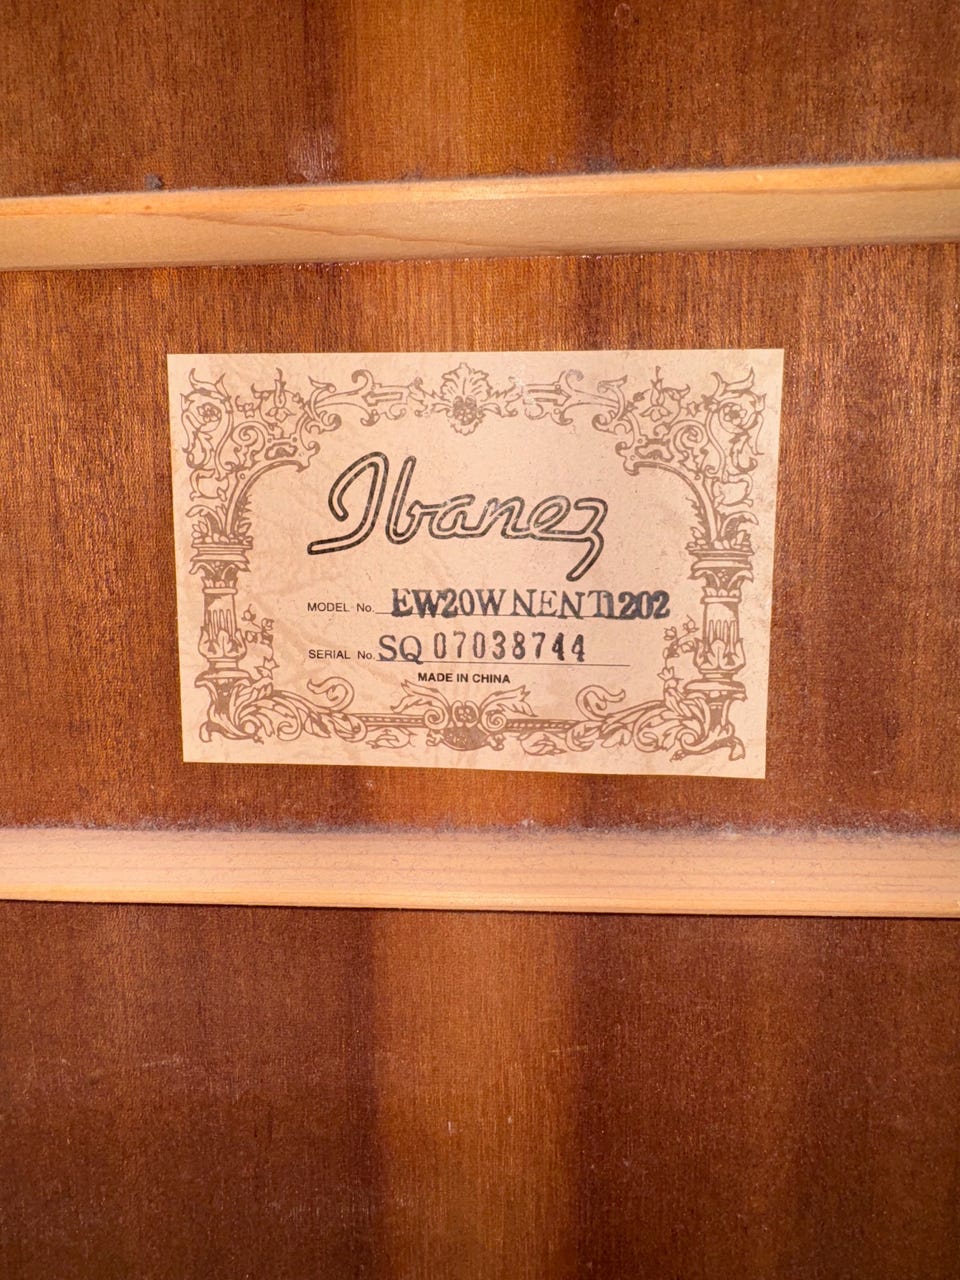 Ibanez
MODEL No. EW20WNENT1202
SERIAL No. SQ 07038744
MADE IN CHINA